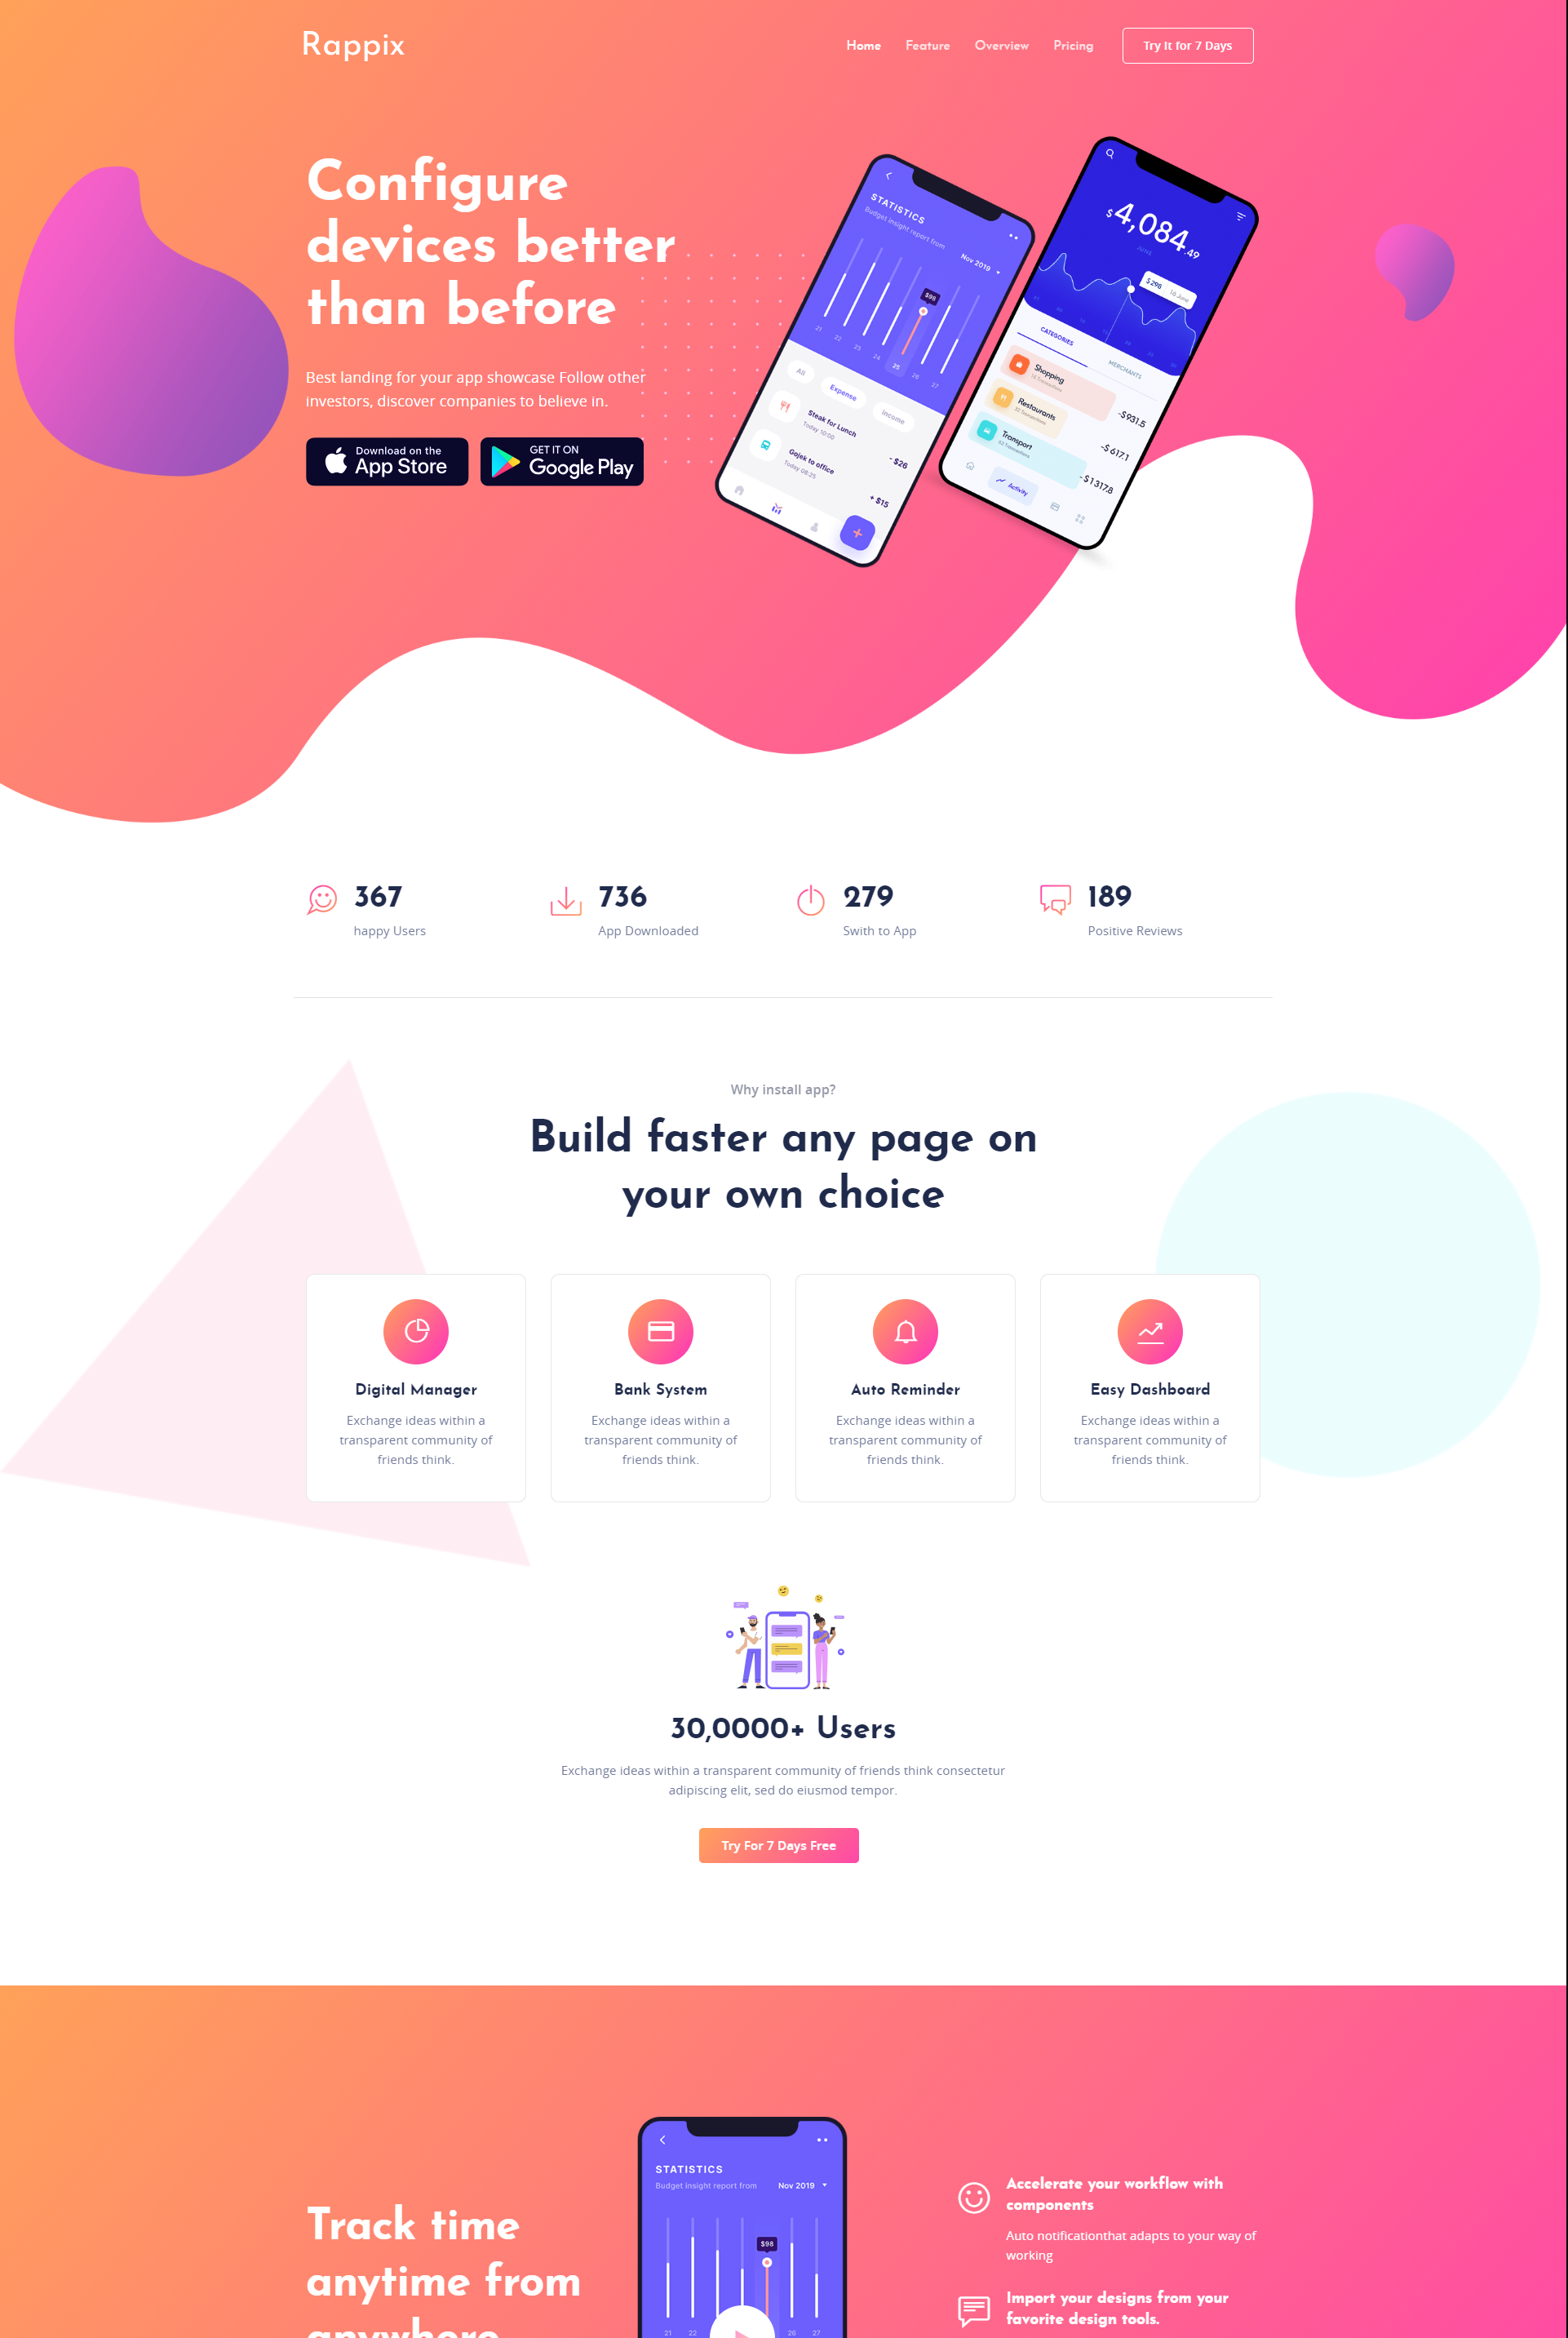 Rappix
Home Feature Overview Pricing Try It for 7 Days
Configure
devices better
than before
Best landing for your app showcase Follow other
investors, discover companies to believe in.
Download on the
App Store
GET IT ON
Google Play
STATISTICS
Budget insight report from
Nov 2019
$98
21 22 23 24 25 26 27
All Expense Income
Steak for Lunch
Today 10:00
- $26
Gojek to office
Today 08:25
+ $15
$4,084.49
$298 16 June
CATEGORIES MERCHANTS
Shopping
-$931.5
Restaurants
-$617.1
Transport
-$1317.8
Activity
367
happy Users
736
App Downloaded
279
Swith to App
189
Positive Reviews
Why install app?
Build faster any page on
your own choice
Digital Manager
Exchange ideas within a
transparent community of
friends think.
Bank System
Exchange ideas within a
transparent community of
friends think.
Auto Reminder
Exchange ideas within a
transparent community of
friends think.
Easy Dashboard
Exchange ideas within a
transparent community of
friends think.
30,0000+ Users
Exchange ideas within a transparent community of friends think consectetur
adipiscing elit, sed do eiusmod tempor.
Try For 7 Days Free
Track time
anytime from
anywhere
STATISTICS
Budget Insight report from Nov 2019
$98
21 22 26 27
Accelerate your workflow with
components
Auto notificationthat adapts to your way of
working
Import your designs from your
favorite design tools.